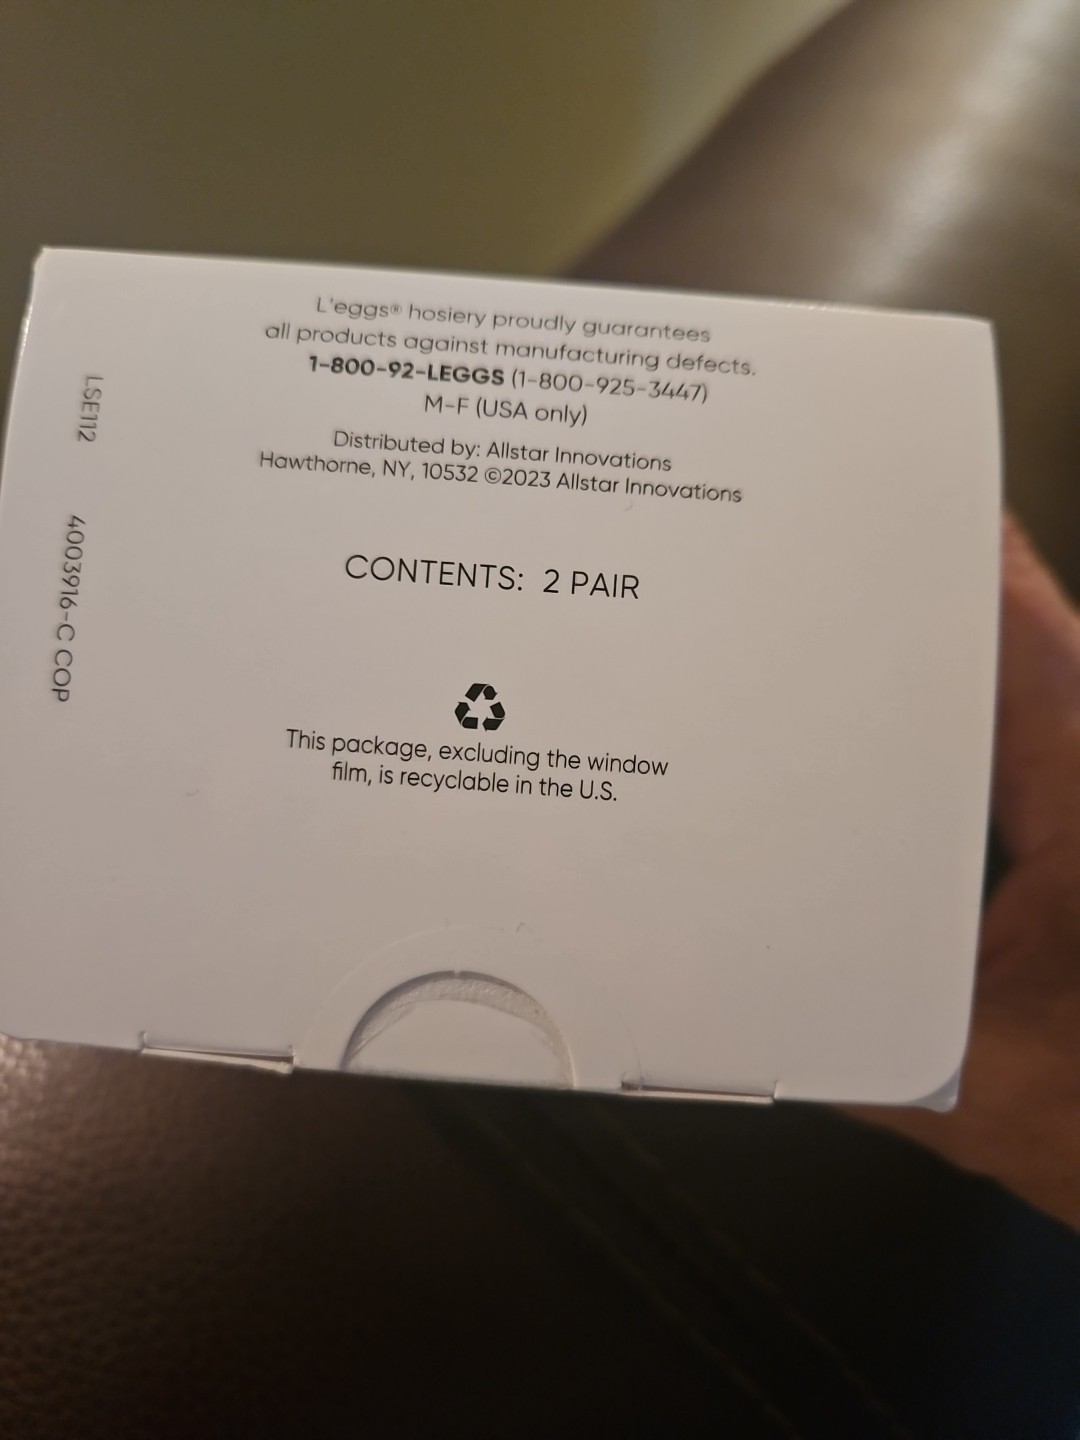 L'eggs® hosiery proudly guarantees
all products against manufacturing defects.
1-800-92-LEGGS (1-800-925-3447)
M-F (USA only)
Distributed by: Allstar Innovations
Hawthorne, NY, 10532 ©2023 Allstar Innovations
CONTENTS: 2 PAIR
This package, excluding the window
film, is recyclable in the U.S.
LSE112
4003916-C COP